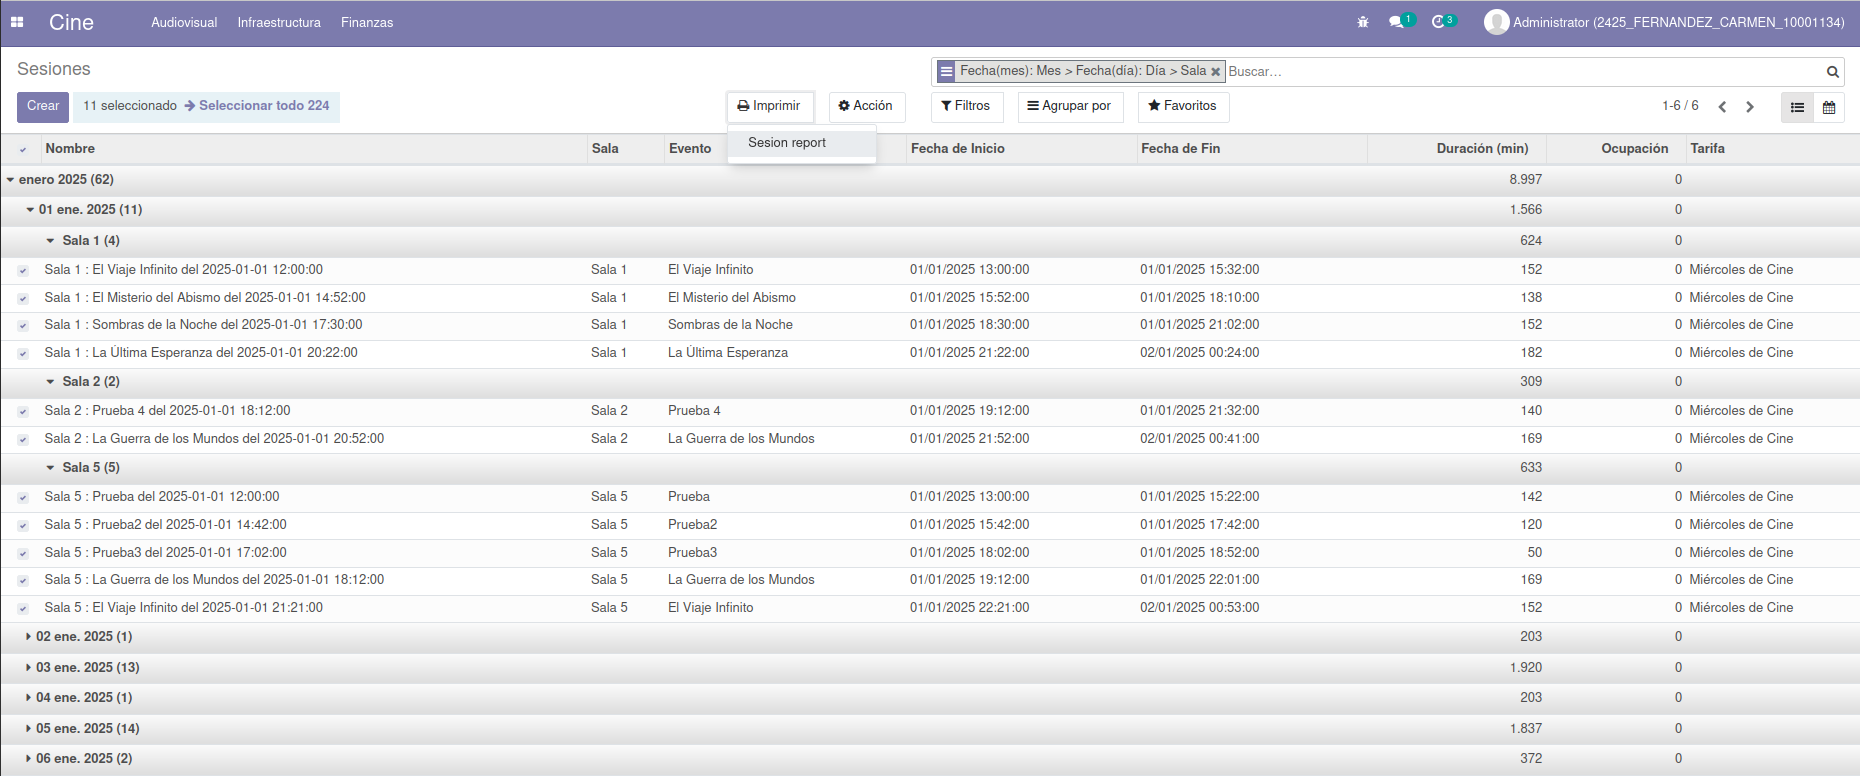 Cine Audiovisual Infraestructura Finanzas 1 3 Administrator (2425_FERNANDEZ_CARMEN_10001134)
Sesiones Fecha(mes): Mes > Fecha(día): Día > Sala Buscar...
Crear 11 seleccionado Seleccionar todo 224 Imprimir Acción Filtros Agrupar por Favoritos 1-6 / 6
Sesion report
Nombre Sala Evento Fecha de Inicio Fecha de Fin Duración (min) Ocupación Tarifa
enero 2025 (62) 8.997 0
01 ene. 2025 (11) 1.566 0
Sala 1 (4) 624 0
Sala 1 : El Viaje Infinito del 2025-01-01 12:00:00 Sala 1 El Viaje Infinito 01/01/2025 13:00:00 01/01/2025 15:32:00 152 0 Miércoles de Cine
Sala 1 : El Misterio del Abismo del 2025-01-01 14:52:00 Sala 1 El Misterio del Abismo 01/01/2025 15:52:00 01/01/2025 18:10:00 138 0 Miércoles de Cine
Sala 1 : Sombras de la Noche del 2025-01-01 17:30:00 Sala 1 Sombras de la Noche 01/01/2025 18:30:00 01/01/2025 21:02:00 152 0 Miércoles de Cine
Sala 1 : La Última Esperanza del 2025-01-01 20:22:00 Sala 1 La Última Esperanza 01/01/2025 21:22:00 02/01/2025 00:24:00 182 0 Miércoles de Cine
Sala 2 (2) 309 0
Sala 2 : Prueba 4 del 2025-01-01 18:12:00 Sala 2 Prueba 4 01/01/2025 19:12:00 01/01/2025 21:32:00 140 0 Miércoles de Cine
Sala 2 : La Guerra de los Mundos del 2025-01-01 20:52:00 Sala 2 La Guerra de los Mundos 01/01/2025 21:52:00 02/01/2025 00:41:00 169 0 Miércoles de Cine
Sala 5 (5) 633 0
Sala 5 : Prueba del 2025-01-01 12:00:00 Sala 5 Prueba 01/01/2025 13:00:00 01/01/2025 15:22:00 142 0 Miércoles de Cine
Sala 5 : Prueba2 del 2025-01-01 14:42:00 Sala 5 Prueba2 01/01/2025 15:42:00 01/01/2025 17:42:00 120 0 Miércoles de Cine
Sala 5 : Prueba3 del 2025-01-01 17:02:00 Sala 5 Prueba3 01/01/2025 18:02:00 01/01/2025 18:52:00 50 0 Miércoles de Cine
Sala 5 : La Guerra de los Mundos del 2025-01-01 18:12:00 Sala 5 La Guerra de los Mundos 01/01/2025 19:12:00 01/01/2025 22:01:00 169 0 Miércoles de Cine
Sala 5 : El Viaje Infinito del 2025-01-01 21:21:00 Sala 5 El Viaje Infinito 01/01/2025 22:21:00 02/01/2025 00:53:00 152 0 Miércoles de Cine
02 ene. 2025 (1) 203 0
03 ene. 2025 (13) 1.920 0
04 ene. 2025 (1) 203 0
05 ene. 2025 (14) 1.837 0
06 ene. 2025 (2) 372 0